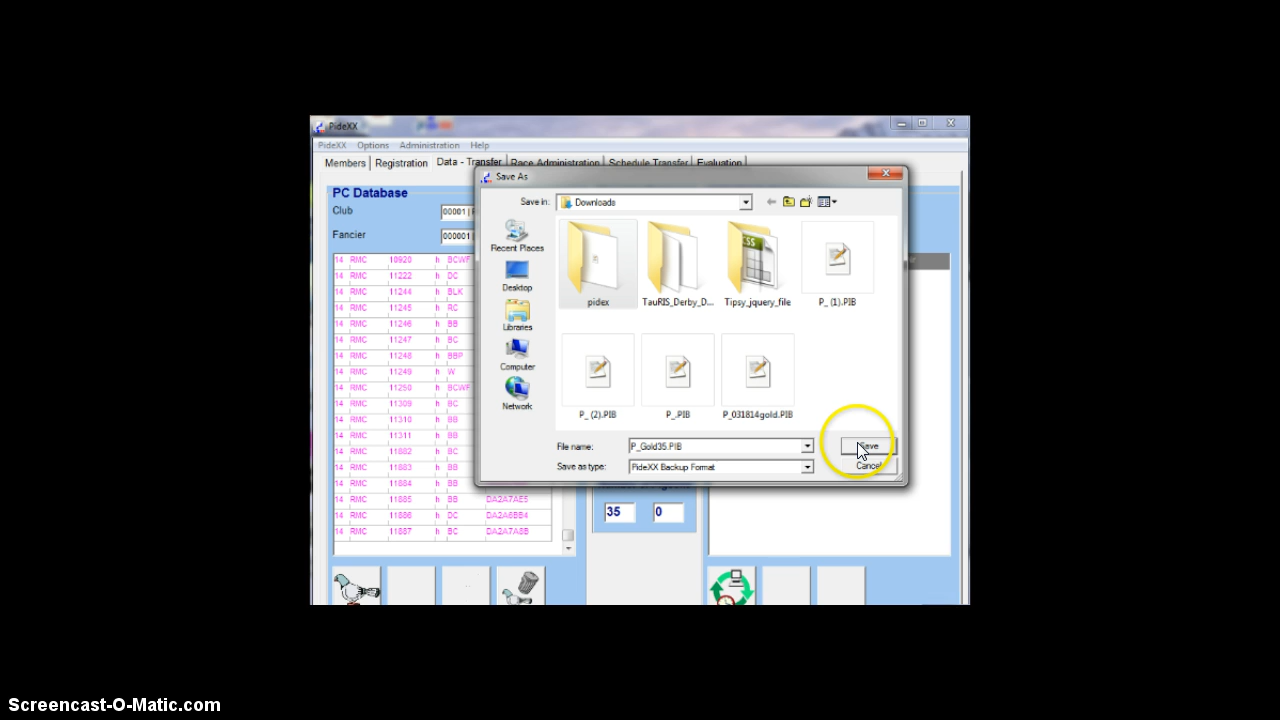 PideXX
PideXX Options Administration Help
Members Registration Data - Transfer Race Administration Schedule Transfer Evaluation
Save As
Save in: Downloads
PC Database
Club 00001
Fancier 000001
Recent Places
Desktop
Libraries
Computer
Network
pidex TauRIS_Derby_D... Tipsy_jquery_file P_ (1).PIB
P_ (2).PIB P_.PIB P_031814gold.PIB
File name: P_Gold35.PIB Save
Save as type: PideXX Backup Format Cancel
14 RMC 10920 h BCWF
14 RMC 11222 h DC
14 RMC 11244 h BLK
14 RMC 11245 h RC
14 RMC 11246 h BB
14 RMC 11247 h BC
14 RMC 11248 h BBP
14 RMC 11249 h W
14 RMC 11250 h BCWF
14 RMC 11309 h BC
14 RMC 11310 h BB
14 RMC 11311 h BB
14 RMC 11882 h BC
14 RMC 11883 h BB
14 RMC 11884 h BB
14 RMC 11885 h BB DA2A7AE5
14 RMC 11886 h DC DA2A6BB4
14 RMC 11887 h BC DA2A7A8B
35 0
CSS
Screencast-O-Matic.com